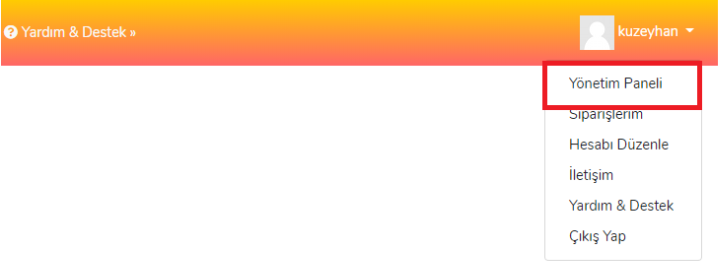 Yardım & Destek »
kuzeyhan
Yönetim Paneli
Siparişlerim
Hesabı Düzenle
İletişim
Yardım & Destek
Çıkış Yap